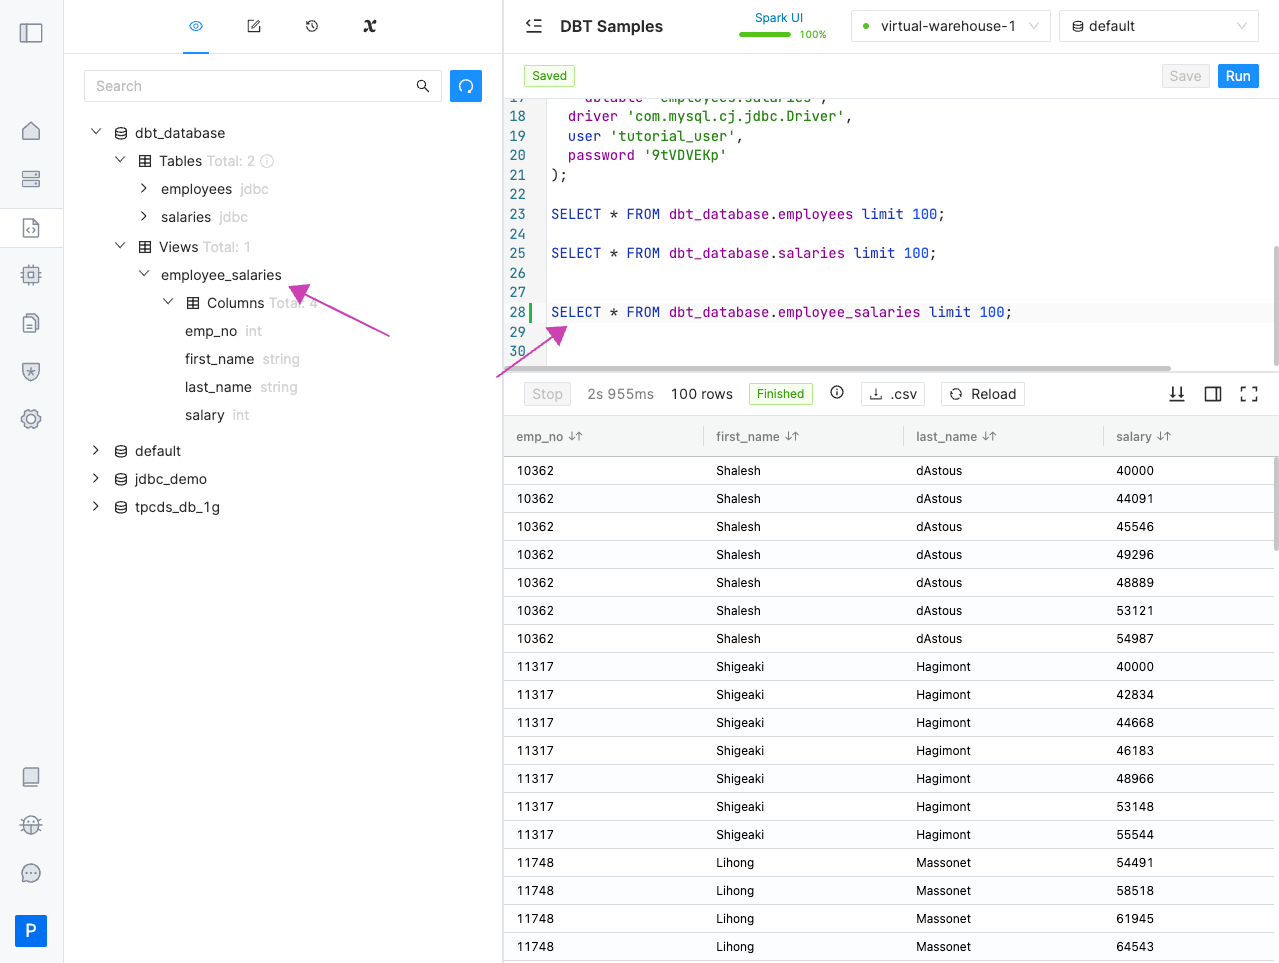 DBT Samples
Spark UI
100%
virtual-warehouse-1
default
Search
Saved
Save
Run
dbt_database
Tables Total: 2
employees jdbc
salaries jdbc
Views Total: 1
employee_salaries
Columns Total: 4
emp_no int
first_name string
last_name string
salary int
default
jdbc_demo
tpcds_db_1g
P
17 dbtable 'employees.salaries',
18 driver 'com.mysql.cj.jdbc.Driver',
19 user 'tutorial_user',
20 password '9tVDVEKp'
21 );
22
23 SELECT * FROM dbt_database.employees limit 100;
24
25 SELECT * FROM dbt_database.salaries limit 100;
26
27
28 SELECT * FROM dbt_database.employee_salaries limit 100;
29
30
Stop 2s 955ms 100 rows Finished .csv Reload
emp_no first_name last_name salary
10362 Shalesh dAstous 40000
10362 Shalesh dAstous 44091
10362 Shalesh dAstous 45546
10362 Shalesh dAstous 49296
10362 Shalesh dAstous 48889
10362 Shalesh dAstous 53121
10362 Shalesh dAstous 54987
11317 Shigeaki Hagimont 40000
11317 Shigeaki Hagimont 42834
11317 Shigeaki Hagimont 44668
11317 Shigeaki Hagimont 46183
11317 Shigeaki Hagimont 48966
11317 Shigeaki Hagimont 53148
11317 Shigeaki Hagimont 55544
11748 Lihong Massonet 54491
11748 Lihong Massonet 58518
11748 Lihong Massonet 61945
11748 Lihong Massonet 64543